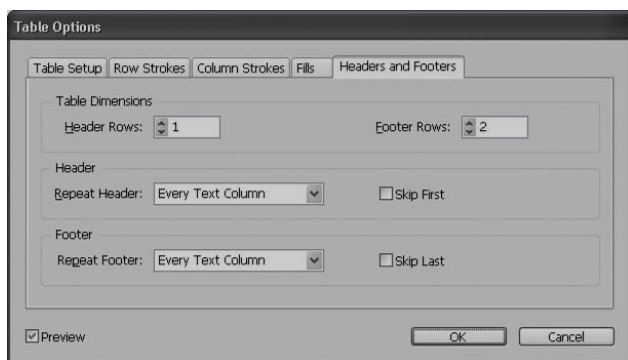 Table Options
Table Setup Row Strokes Column Strokes Fills Headers and Footers
Table Dimensions
Header Rows: 1 Footer Rows: 2
Header
Repeat Header: Every Text Column Skip First
Footer
Repeat Footer: Every Text Column Skip Last
Preview OK Cancel